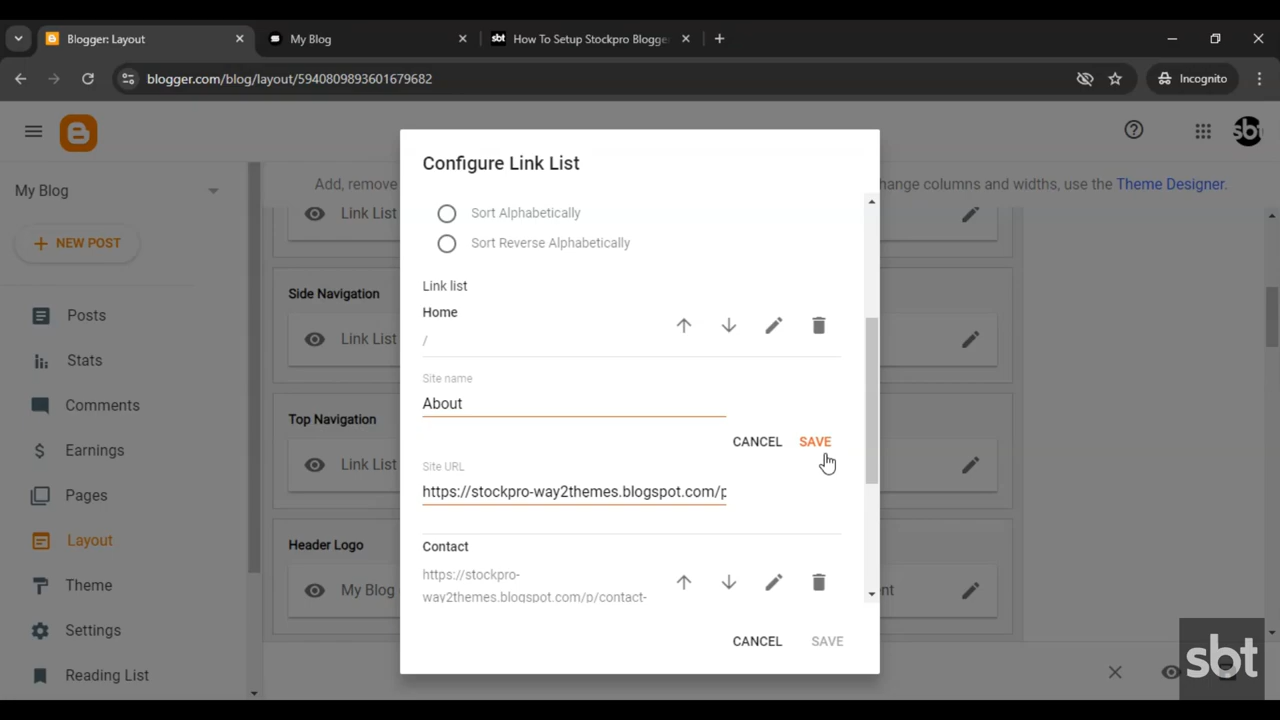 Blogger: Layout
My Blog
sbt How To Setup Stockpro Blogge
blogger.com/blog/layout/5940809893601679682
Incognito
sbt
My Blog
Add, remove
hange columns and widths, use the Theme Designer.
NEW POST
Posts
Stats
Comments
Earnings
Pages
Layout
Theme
Settings
Reading List
Link List
Side Navigation
Link List
Top Navigation
Link List
Header Logo
My Blog
nt
Configure Link List
Sort Alphabetically
Sort Reverse Alphabetically
Link list
Home
/
Site name
About
CANCEL SAVE
Site URL
https://stockpro-way2themes.blogspot.com/p
Contact
https://stockpro-
way2themes.blogspot.com/p/contact-
CANCEL SAVE
sbt